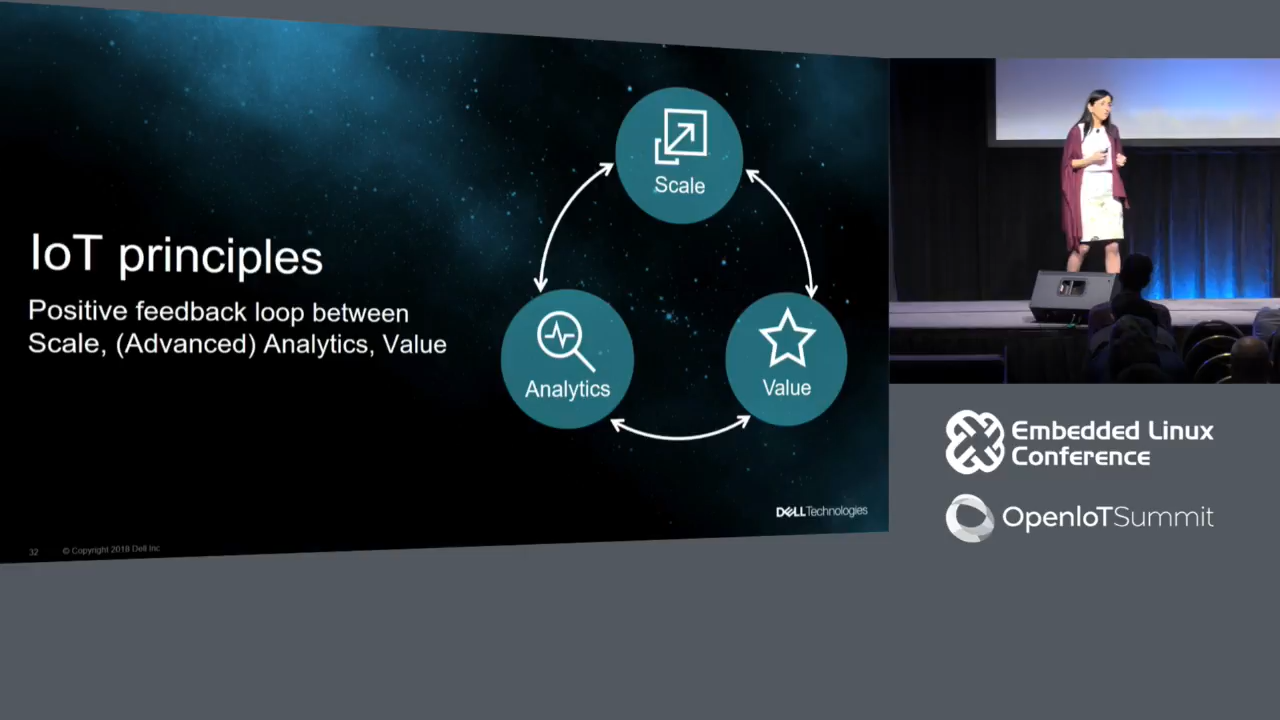 IoT principles
Positive feedback loop between
Scale, (Advanced) Analytics, Value
Scale
Analytics
Value
DELLTechnologies
32 © Copyright 2018 Dell Inc
Embedded Linux
Conference
OpenIoTSummit